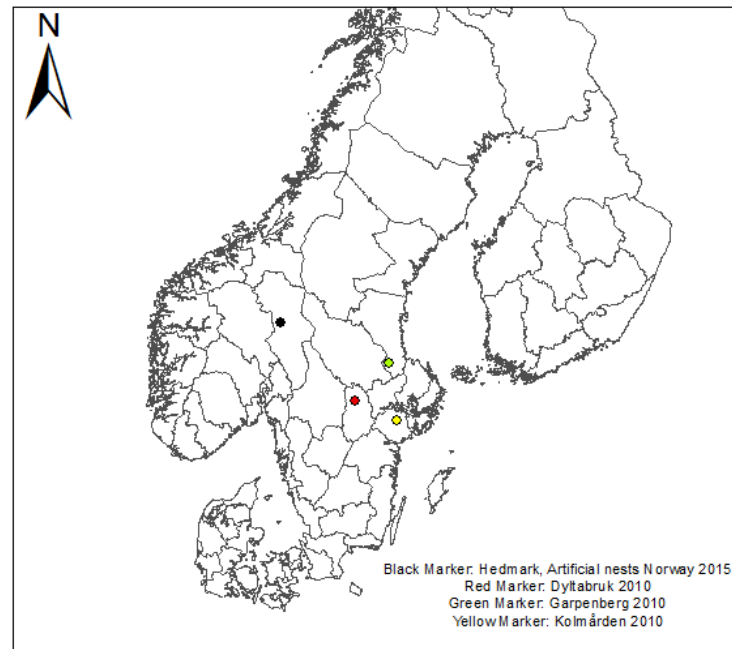 N
Black Marker: Hedmark, Artificial nests Norway 2015
Red Marker: Dyltabruk 2010
Green Marker: Garpenberg 2010
Yellow Marker: Kolmården 2010